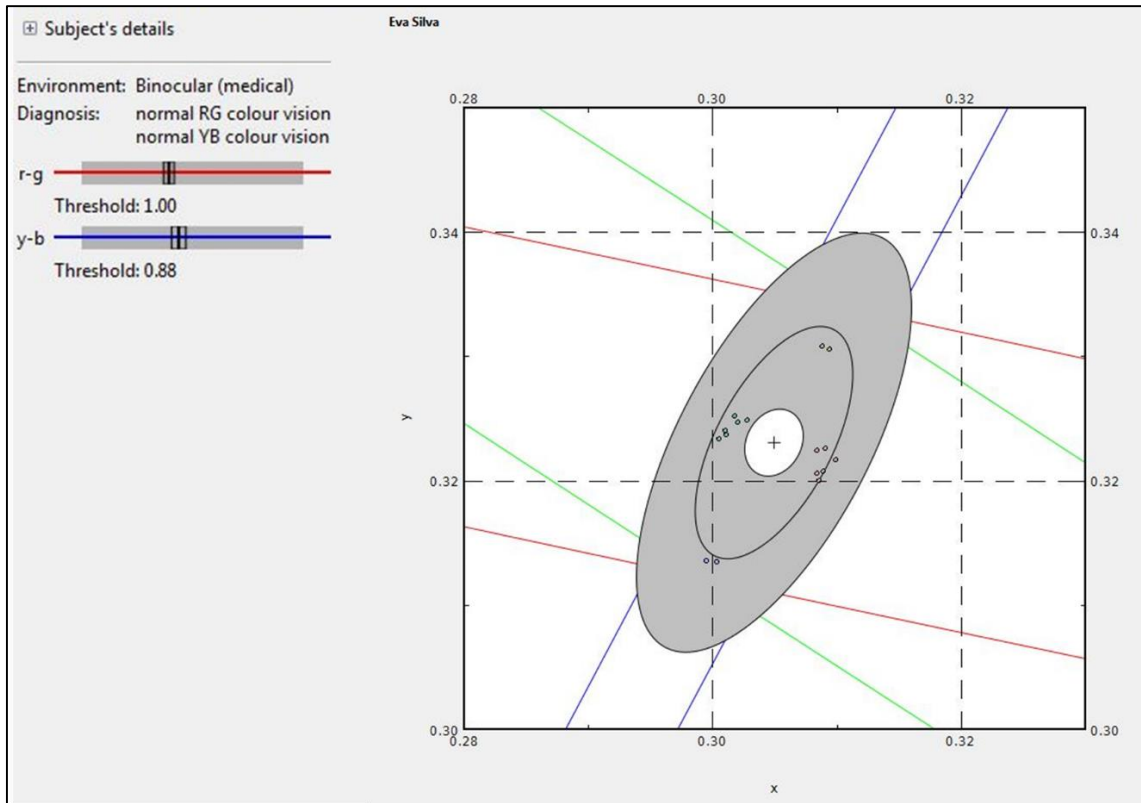 Subject's details
Eva Silva
Environment: Binocular (medical)
Diagnosis: normal RG colour vision
normal YB colour vision
r-g
Threshold: 1.00
y-b
Threshold: 0.88
0.28 0.30 0.32
0.34 0.34
y
0.32 0.32
0.30 0.30
0.28 0.30 0.32
x